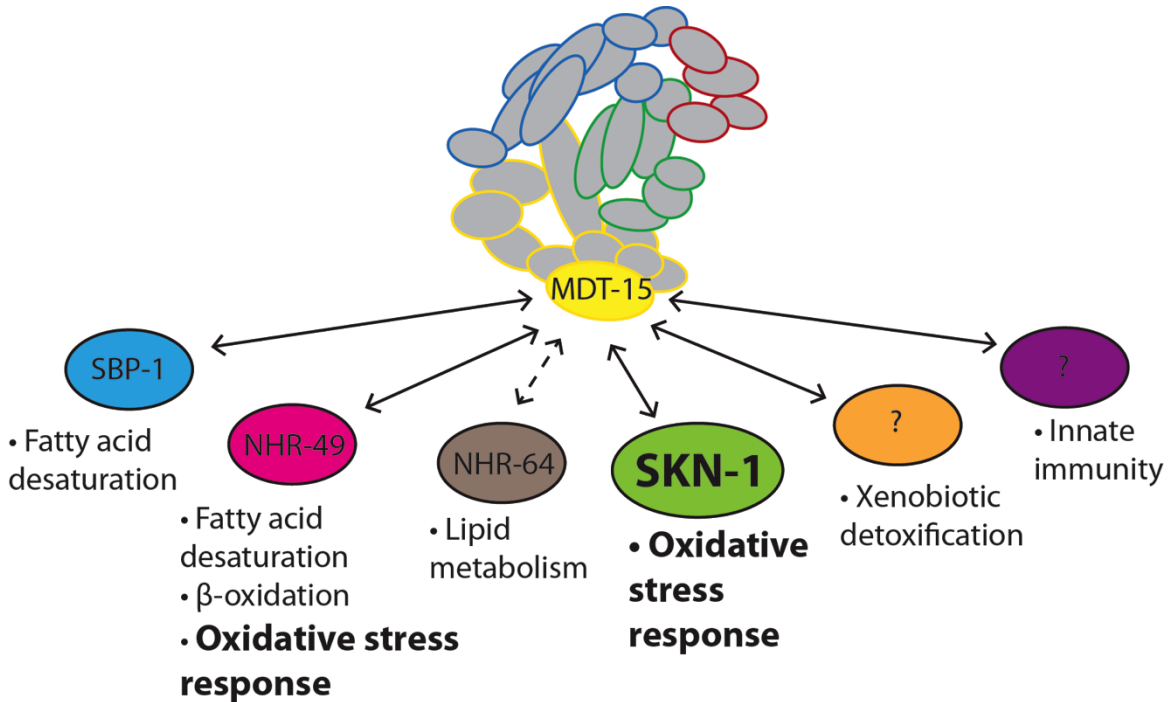 MDT-15
SBP-1
• Fatty acid
desaturation
NHR-49
• Fatty acid
desaturation
• β-oxidation
• Oxidative stress
response
NHR-64
• Lipid
metabolism
SKN-1
• Oxidative
stress
response
?
• Xenobiotic
detoxification
?
• Innate
immunity